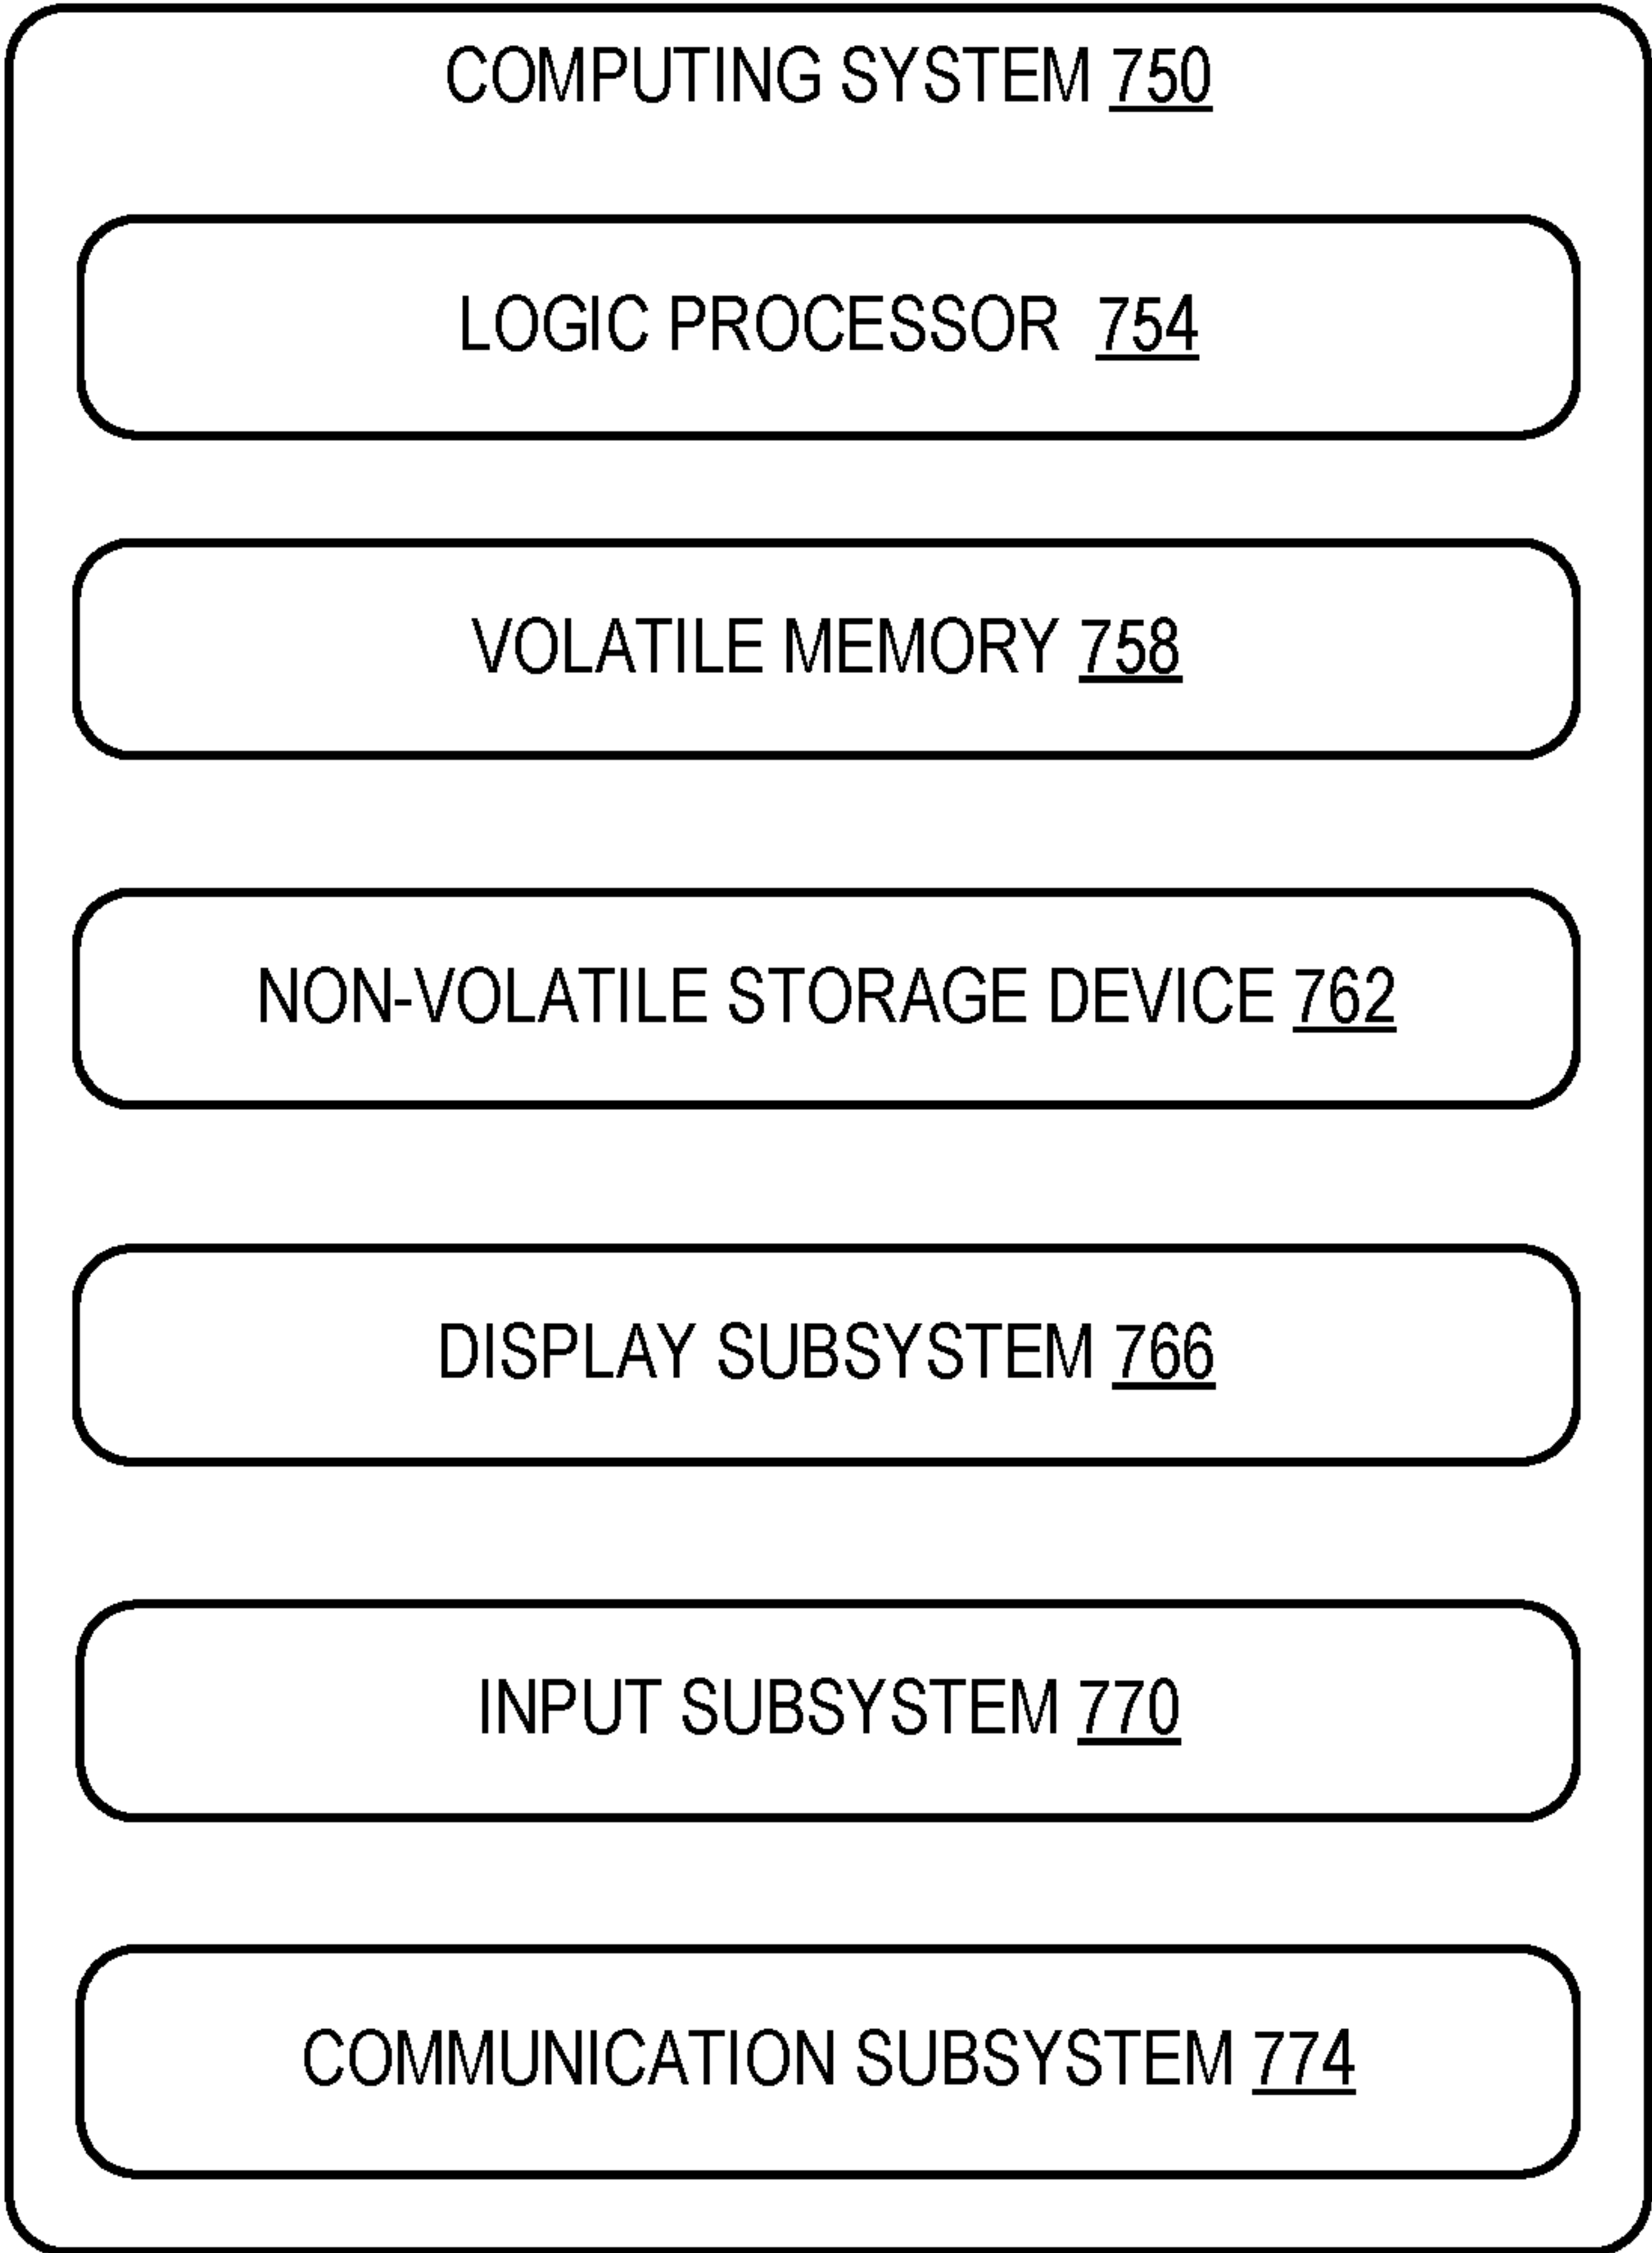 COMPUTING SYSTEM 750
LOGIC PROCESSOR 754
VOLATILE MEMORY 758
NON-VOLATILE STORAGE DEVICE 762
DISPLAY SUBSYSTEM 766
INPUT SUBSYSTEM 770
COMMUNICATION SUBSYSTEM 774